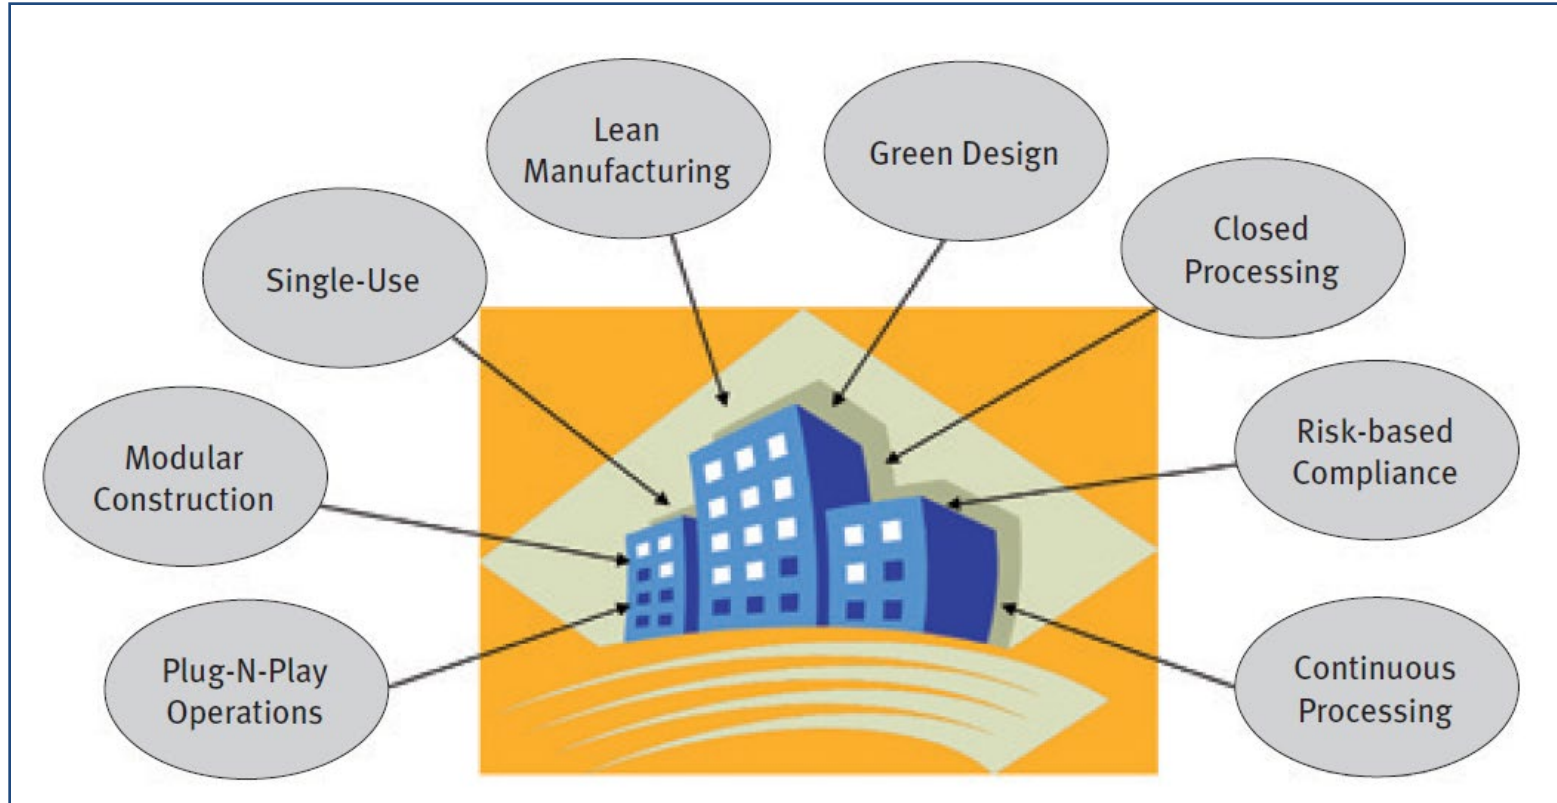 Lean
Manufacturing
Green Design
Single-Use
Closed
Processing
Modular
Construction
Risk-based
Compliance
Plug-N-Play
Operations
Continuous
Processing